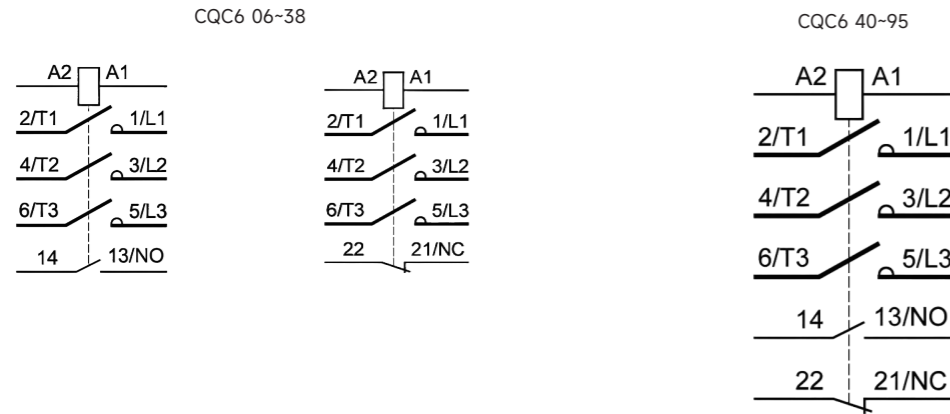 CQC6 06~38
A2 A1
2/T1 1/L1
4/T2 3/L2
6/T3 5/L3
14 13/NO
A2 A1
2/T1 1/L1
4/T2 3/L2
6/T3 5/L3
22 21/NC
CQC6 40~95
A2 A1
2/T1 1/L1
4/T2 3/L2
6/T3 5/L3
14 13/NO
22 21/NC